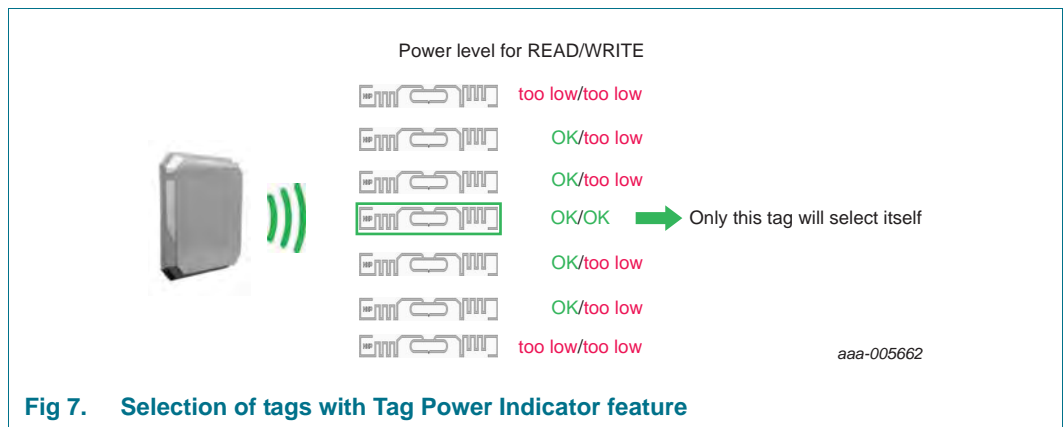 Power level for READ/WRITE
too low/too low
OK/too low
OK/too low
OK/OK
Only this tag will select itself
OK/too low
OK/too low
too low/too low
aaa-005662
Fig 7. Selection of tags with Tag Power Indicator feature